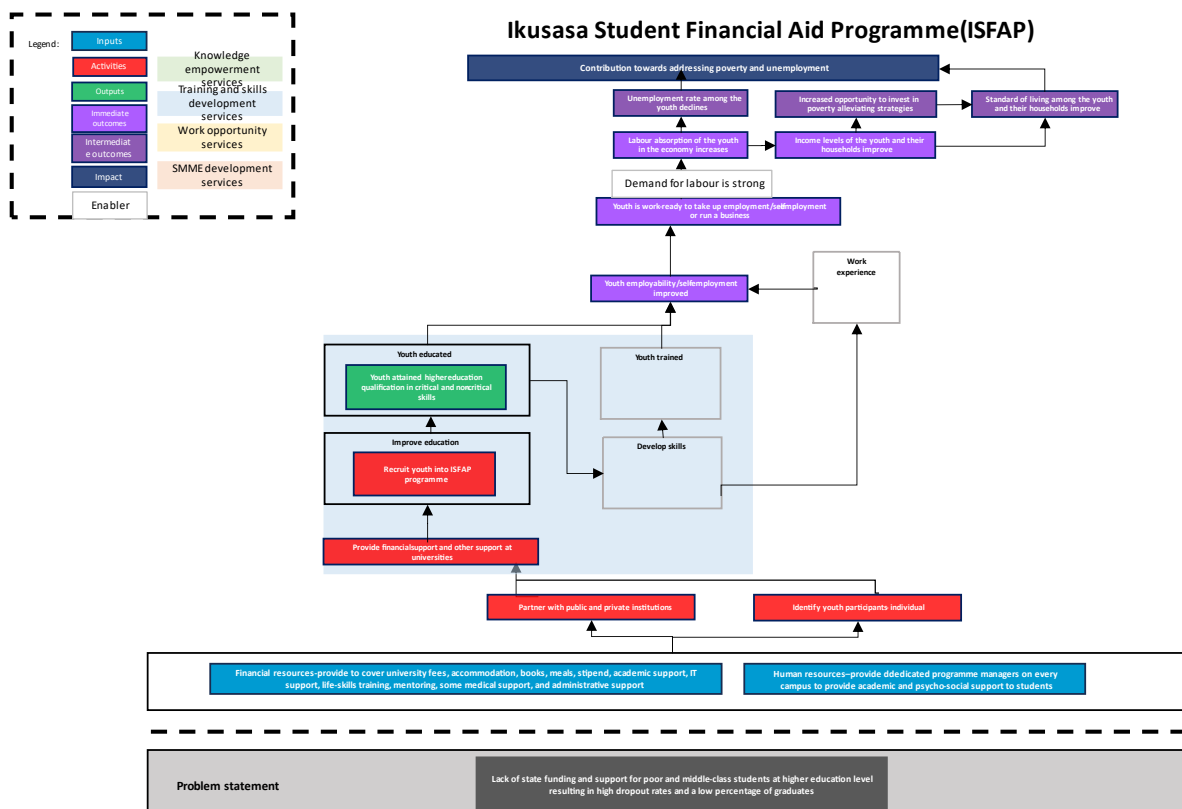 Ikusasa Student Financial Aid Programme(ISFAP)
Legend:
Inputs
Activities
Outputs
Immediate
outcomes
Intermediat
e outcomes
Impact
Enabler
Knowledge
empowerment
services
Training and skills
development
services
Work opportunity
services
SMME development
services
Contribution towards addressing poverty and unemployment
Unemployment rate among the
youth declines
Increased opportunity to invest in
poverty alleviating strategies
Standard of living among the youth
and their households improve
Labour absorption of the youth
in the economy increases
Income levels of the youth and their
households improve
Demand for labour is strong
Youth is work-ready to take up employment/selfemployment
or run a business
Work
experience
Youth employability/selfemployment
improved
Youth educated
Youth attained higher education
qualification in critical and noncritical
skills
Youth trained
Improve education
Recruit youth into ISFAP
programme
Develop skills
Provide financialsupport and other support at
universities
Partner with public and private institutions
Identify youth participants-individual
Financial resources-provide to cover university fees, accommodation, books, meals, stipend, academic support, IT
support, life-skills training, mentoring, some medical support, and administrative support
Human resources–provide ddedicated programme managers on every
campus to provide academic and psycho-social support to students
Problem statement
Lack of state funding and support for poor and middle-class students at higher education level
resulting in high dropout rates and a low percentage of graduates